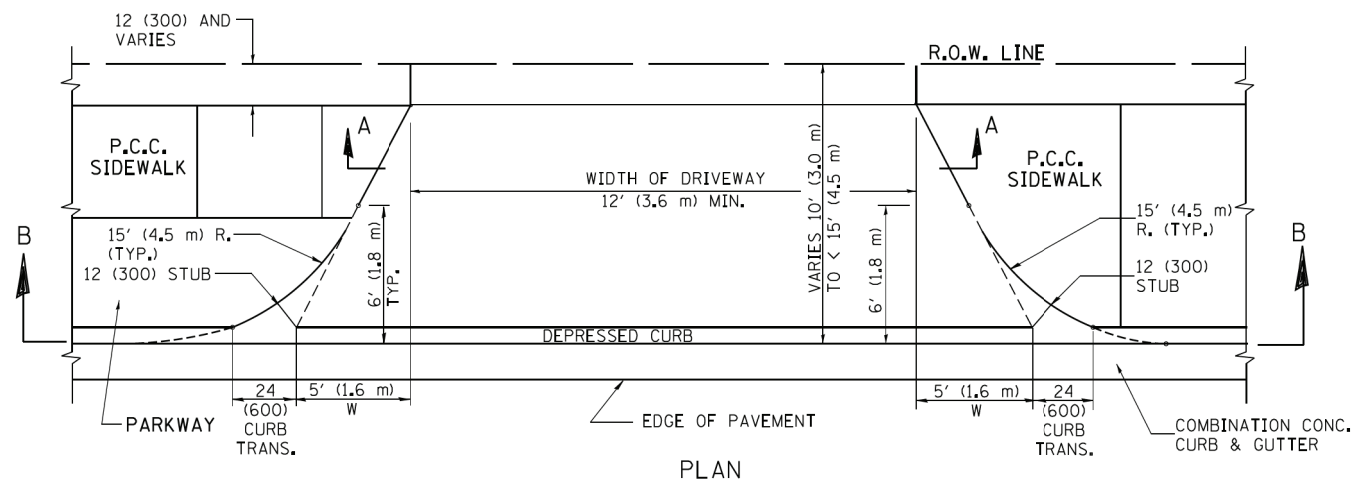 12 (300) AND
VARIES
R.O.W. LINE
A
A
P.C.C.
SIDEWALK
P.C.C.
SIDEWALK
WIDTH OF DRIVEWAY
12' (3.6 m) MIN.
VARIES 10' (3.0 m)
TO < 15' (4.5 m)
B
B
15' (4.5 m) R.
(TYP.)
12 (300) STUB
6' (1.8 m)
TYP.
6' (1.8 m)
15' (4.5 m)
R. (TYP.)
12 (300)
STUB
DEPRESSED CURB
24
(600)
CURB
TRANS.
5' (1.6 m)
W
5' (1.6 m)
W
24
(600)
CURB
TRANS.
PARKWAY
EDGE OF PAVEMENT
COMBINATION CONC.
CURB & GUTTER
PLAN